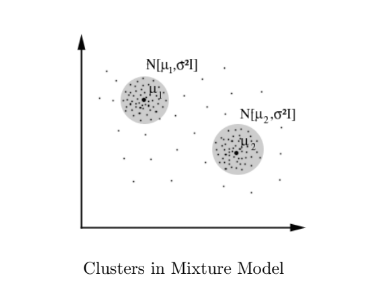 N[μ₁,σ²I]
μ₁
N[μ₂,σ²I]
μ₂
Clusters in Mixture Model